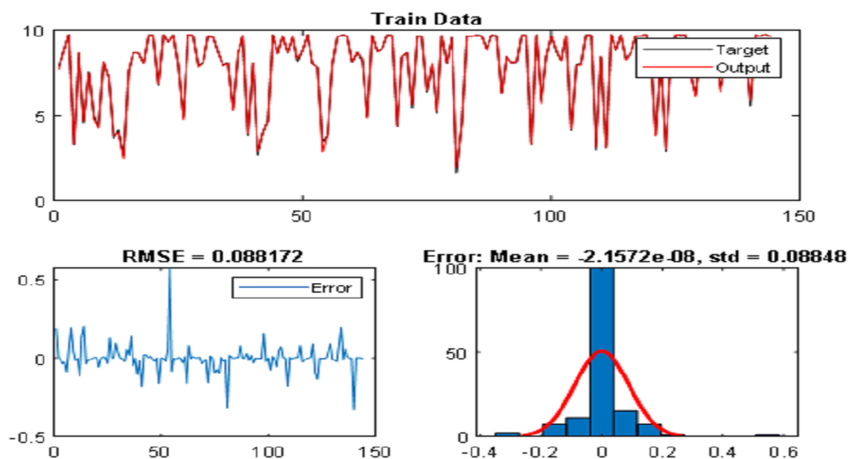 Train Data
10
5
0
Target
Output
0 50 100 150
RMSE = 0.088172
0.5
0
-0.5
Error
0 50 100 150
Error: Mean = -2.1572e-08, std = 0.08848
100
50
0
-0.4 -0.2 0 0.2 0.4 0.6